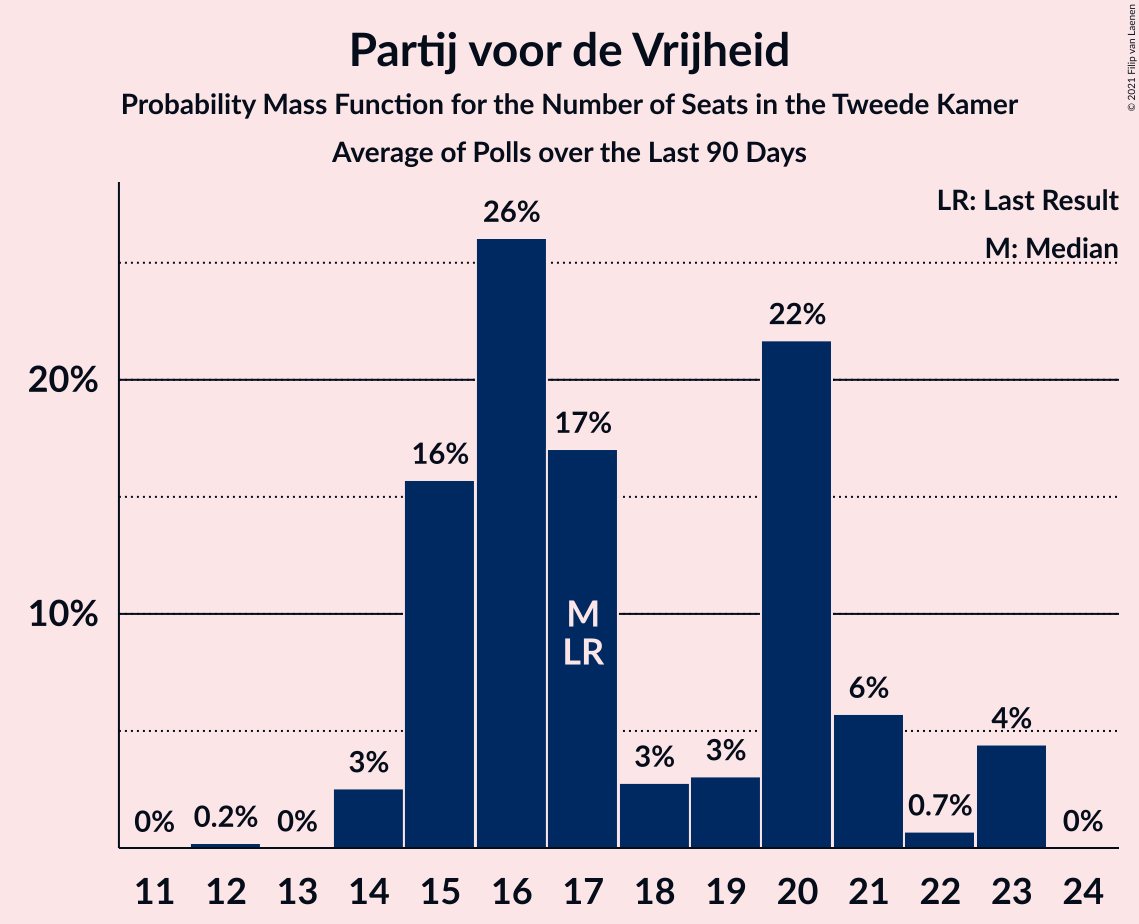 Partij voor de Vrijheid
Probability Mass Function for the Number of Seats in the Tweede Kamer
Average of Polls over the Last 90 Days
© 2021 Filip van Laenen
LR: Last Result
M: Median
26%
22%
20%
17%
16%
10%
M
LR
6%
4%
3%
3%
3%
0.7%
0%
0.2%
0%
0%
11 12 13 14 15 16 17 18 19 20 21 22 23 24